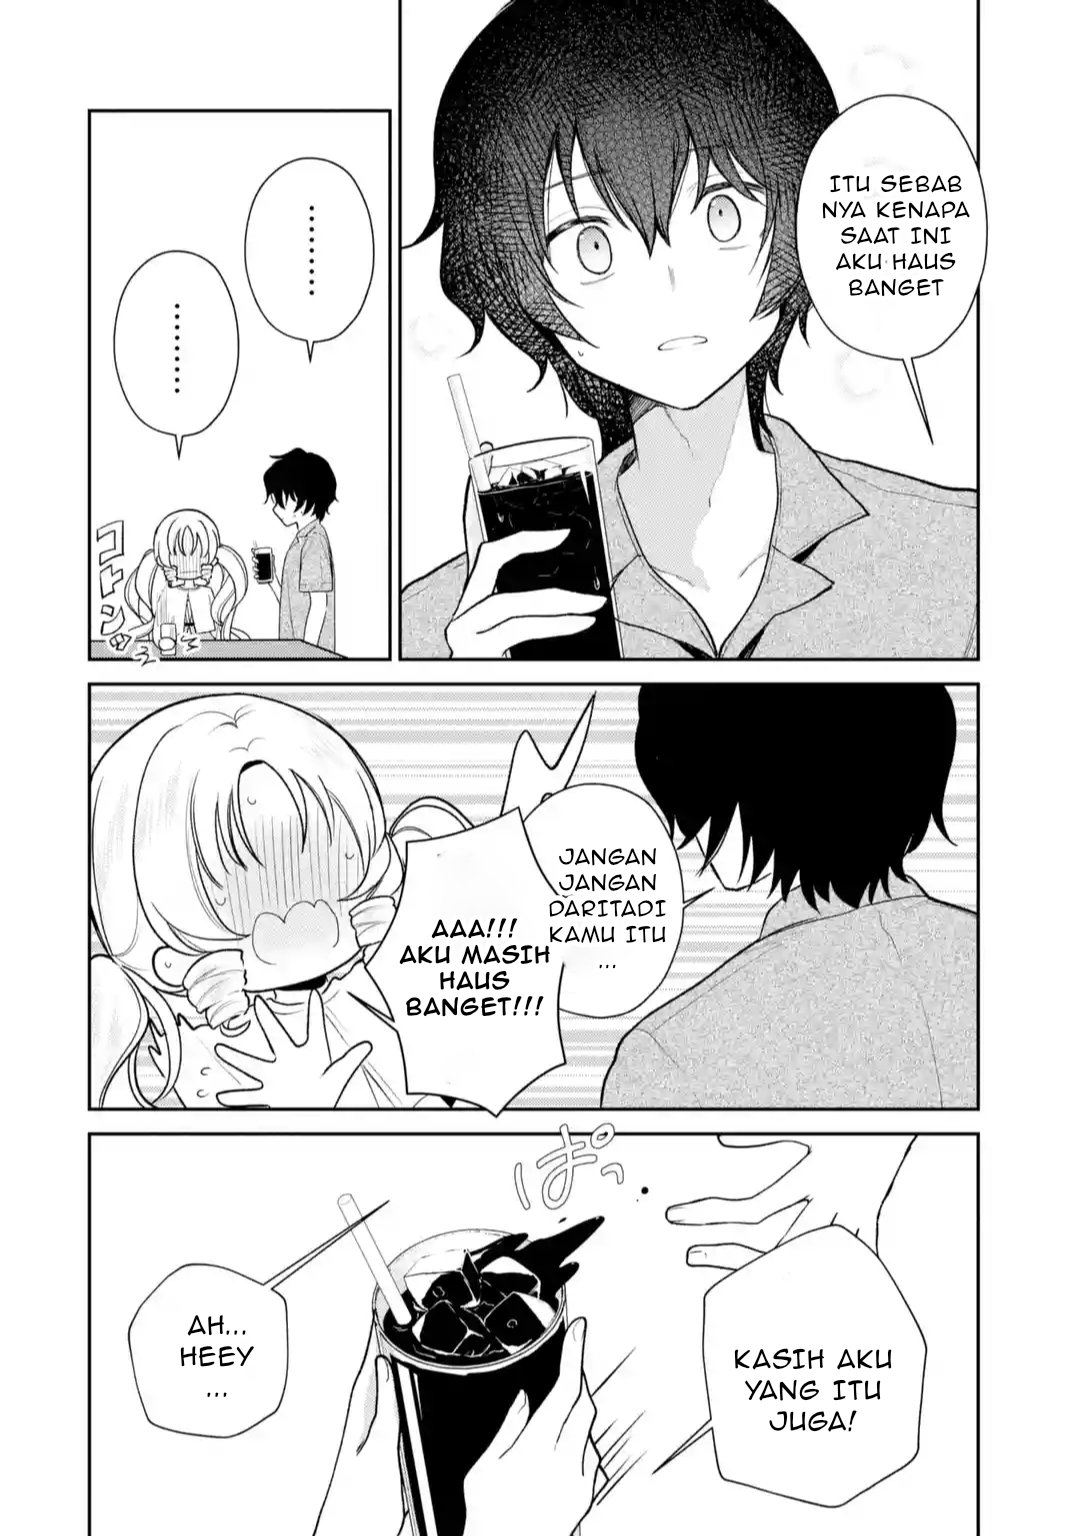 ITU SEBAB
NYA KENAPA
SAAT INI
AKU HAUS
BANGET
.......
........
コトンッ
JANGAN
JANGAN
DARITADI
KAMU ITU
...
AAA!!!
AKU MASIH
HAUS
BANGET!!!
ぱっ
KASIH AKU
YANG ITU
JUGA!
AH...
HEEY
...